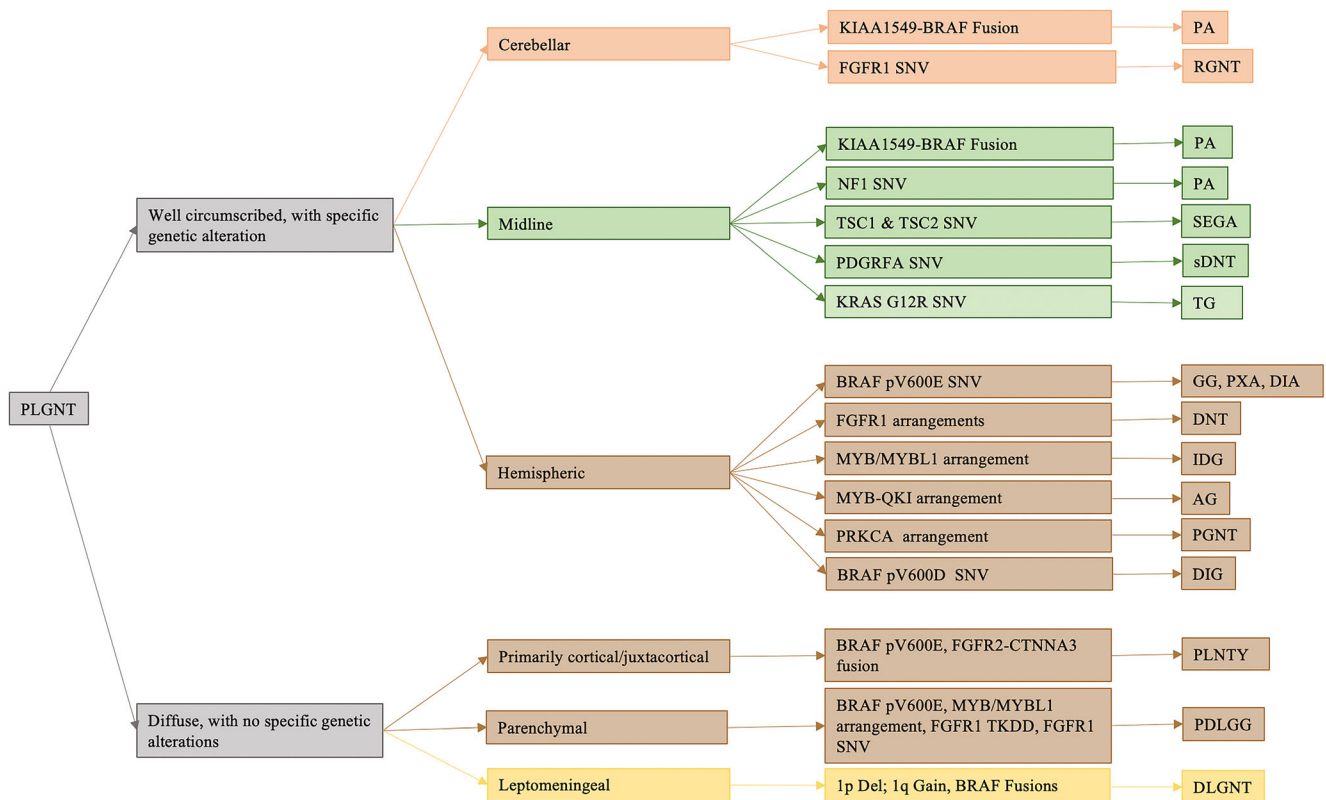 PLGNT
Well circumscribed, with specific
genetic alteration
Cerebellar
KIAA1549-BRAF Fusion
PA
FGFR1 SNV
RGNT
Midline
KIAA1549-BRAF Fusion
PA
NF1 SNV
PA
TSC1 & TSC2 SNV
SEGA
PDGRFA SNV
sDNT
KRAS G12R SNV
TG
Hemispheric
BRAF pV600E SNV
GG, PXA, DIA
FGFR1 arrangements
DNT
MYB/MYBL1 arrangement
IDG
MYB-QKI arrangement
AG
PRKCA arrangement
PGNT
BRAF pV600D SNV
DIG
Diffuse, with no specific genetic
alterations
Primarily cortical/juxtacortical
BRAF pV600E, FGFR2-CTNNA3
fusion
PLNTY
Parenchymal
BRAF pV600E, MYB/MYBL1
arrangement, FGFR1 TKDD, FGFR1
SNV
PDLGG
Leptomeningeal
1p Del; 1q Gain, BRAF Fusions
DLGNT